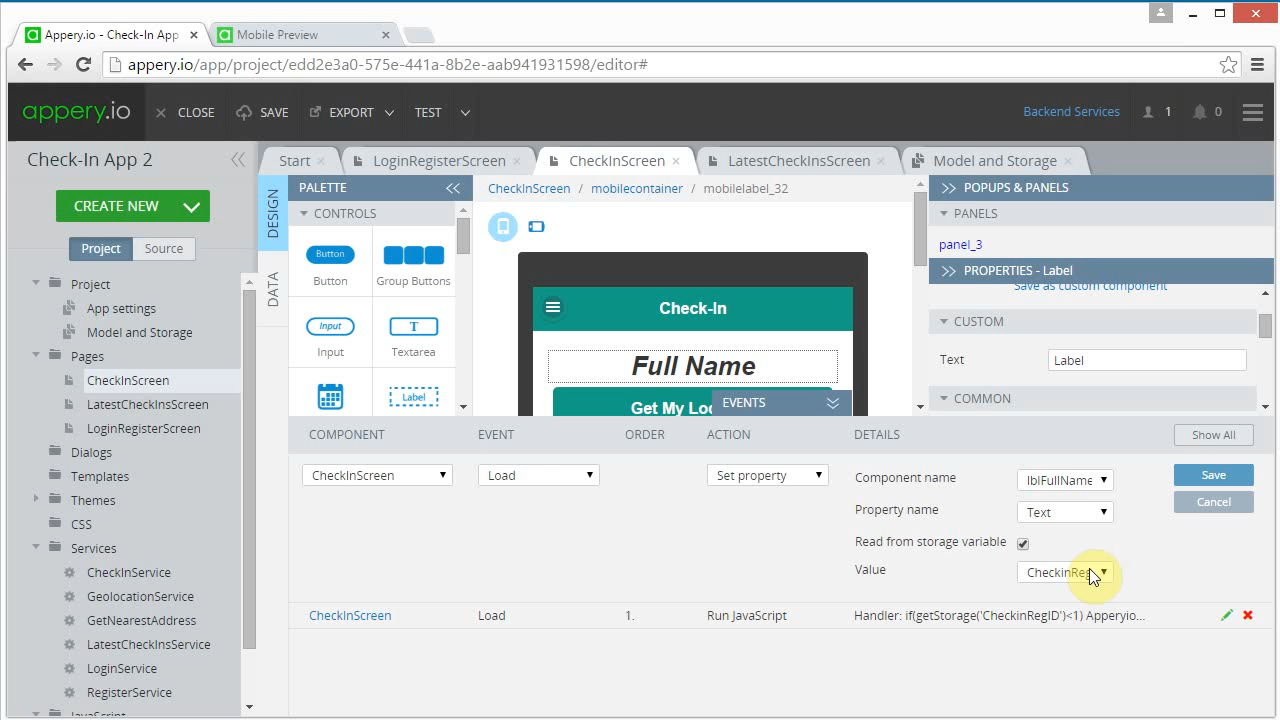 Appery.io - Check-In App
Mobile Preview
appery.io/app/project/edd2e3a0-575e-441a-8b2e-aab941931598/editor#
appery.io
CLOSE
SAVE
EXPORT
TEST
Backend Services
1
0
Check-In App 2
Start
LoginRegisterScreen
CheckInScreen
LatestCheckInsScreen
Model and Storage
CREATE NEW
Project
Source
Project
App settings
Model and Storage
Pages
CheckInScreen
LatestCheckInsScreen
LoginRegisterScreen
Dialogs
Templates
Themes
CSS
Services
CheckInService
GeolocationService
GetNearestAddress
LatestCheckInsService
LoginService
RegisterService
JavaScript
DESIGN
DATA
PALETTE
CONTROLS
Button
Button
Group Buttons
Input
Input
T
Textarea
Label
CheckInScreen / mobilecontainer / mobilelabel_32
Check-In
Full Name
Get My Loc
EVENTS
POPUPS & PANELS
PANELS
panel_3
PROPERTIES - Label
Save as custom component
CUSTOM
Text
Label
COMMON
COMPONENT EVENT ORDER ACTION DETAILS
Show All
CheckInScreen
Load
Set property
Component name
lblFullName
Property name
Text
Read from storage variable
Value
CheckinReg
Save
Cancel
CheckInScreen Load 1. Run JavaScript Handler: if(getStorage('CheckinRegID')<1) Apperyio...